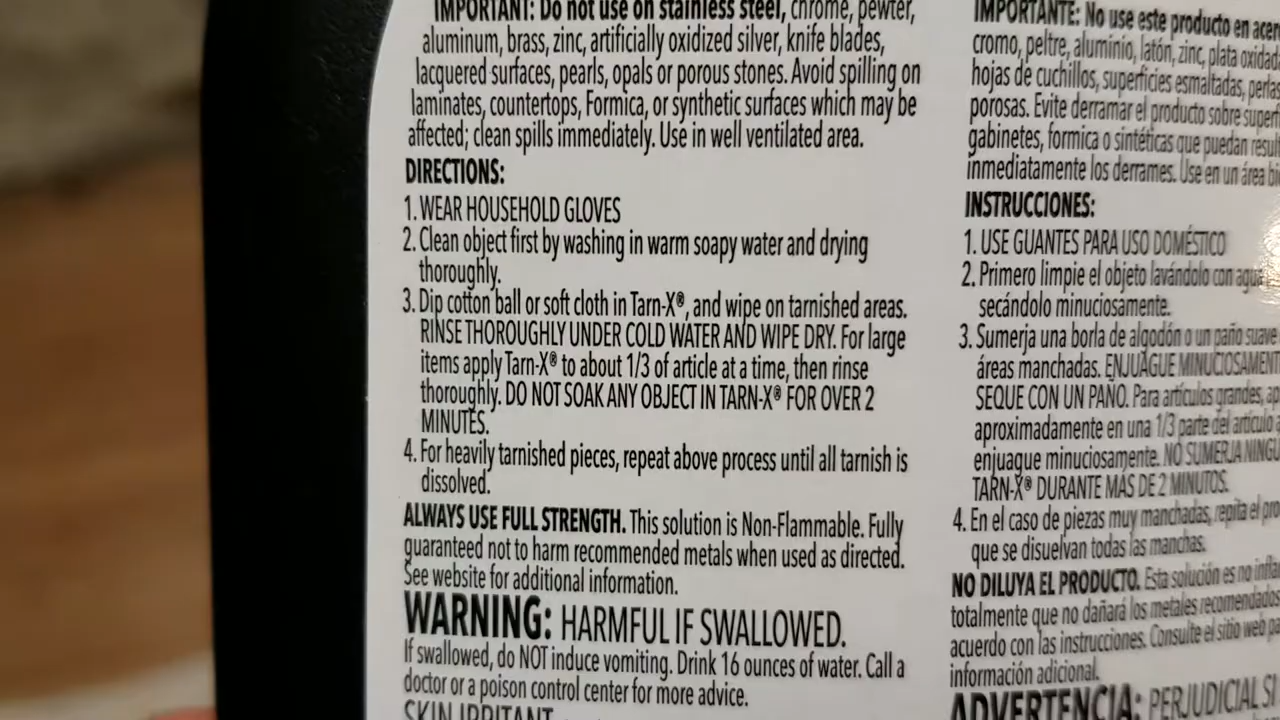 IMPORTANT: Do not use on stainless steel, chrome, pewter,
aluminum, brass, zinc, artificially oxidized silver, knife blades,
lacquered surfaces, pearls, opals or porous stones. Avoid spilling on
laminates, countertops, Formica, or synthetic surfaces which may be
affected; clean spills immediately. Use in well ventilated area.
DIRECTIONS:
1. WEAR HOUSEHOLD GLOVES
2. Clean object first by washing in warm soapy water and drying
thoroughly.
3. Dip cotton ball or soft cloth in Tarn-X®, and wipe on tarnished areas.
RINSE THOROUGHLY UNDER COLD WATER AND WIPE DRY. For large
items apply Tarn-X® to about 1/3 of article at a time, then rinse
thoroughly. DO NOT SOAK ANY OBJECT IN TARN-X® FOR OVER 2
MINUTES.
4. For heavily tarnished pieces, repeat above process until all tarnish is
dissolved.
ALWAYS USE FULL STRENGTH. This solution is Non-Flammable. Fully
guaranteed not to harm recommended metals when used as directed.
See website for additional information.
WARNING: HARMFUL IF SWALLOWED.
If swallowed, do NOT induce vomiting. Drink 16 ounces of water. Call a
doctor or a poison control center for more advice.
SKIN IRRITANT
IMPORTANTE: No use este producto en
cromo, peltre, aluminio, latón, zinc, plata
hojas de cuchillos, superficies esmaltadas,
porosas. Evite derramar el producto sobre
gabinetes, formica o sintéticas que puedan
inmediatamente los derrames. Use en un área
INSTRUCCIONES:
1. USE GUANTES PARA USO DOMÉSTICO
2. Primero limpie el objeto lavándolo con
secándolo minuciosamente.
3. Sumerja una borla de algodón o un paño suave
áreas manchadas. ENJUAGUE
SEQUE CON UN PAÑO. Para artículos grandes,
aproximadamente en una 1/3 parte del artículo
enjuague minuciosamente. NO SUMERJA
TARN-X® DURANTE MÁS DE 2 MINUTOS.
4. En el caso de piezas muy manchadas, repita el
que se disuelvan todas las manchas.
NO DILUYA EL PRODUCTO. Esta solución es no
totalmente que no dañará los metales
acuerdo con las instrucciones. Consulte el sitio web
información adicional.
ADVERTENCIA: PERJUDICIAL SI